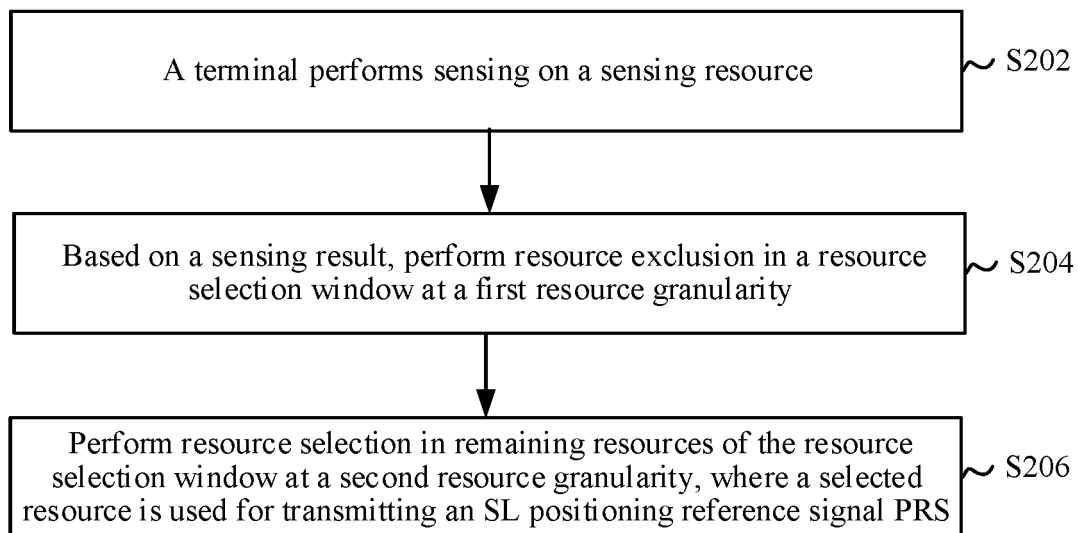 A terminal performs sensing on a sensing resource
S202
Based on a sensing result, perform resource exclusion in a resource
selection window at a first resource granularity
S204
Perform resource selection in remaining resources of the resource
selection window at a second resource granularity, where a selected
resource is used for transmitting an SL positioning reference signal PRS
S206